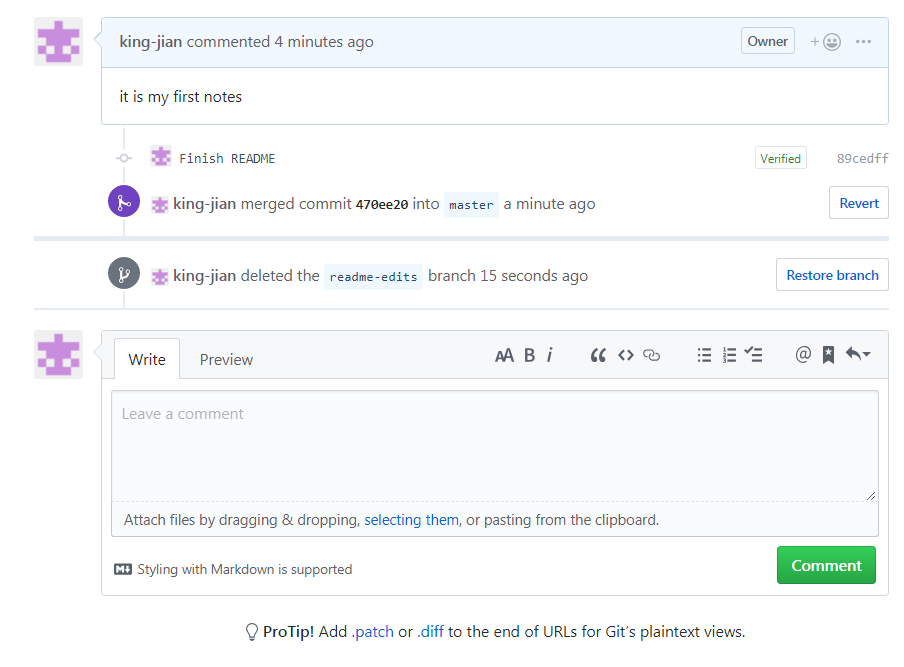 king-jian commented 4 minutes ago Owner
it is my first notes
Finish README Verified 89cedff
king-jian merged commit 470ee20 into master a minute ago Revert
king-jian deleted the readme-edits branch 15 seconds ago Restore branch
Write Preview AA B i @
Leave a comment
Attach files by dragging & dropping, selecting them, or pasting from the clipboard.
M Styling with Markdown is supported Comment
ProTip! Add .patch or .diff to the end of URLs for Git’s plaintext views.